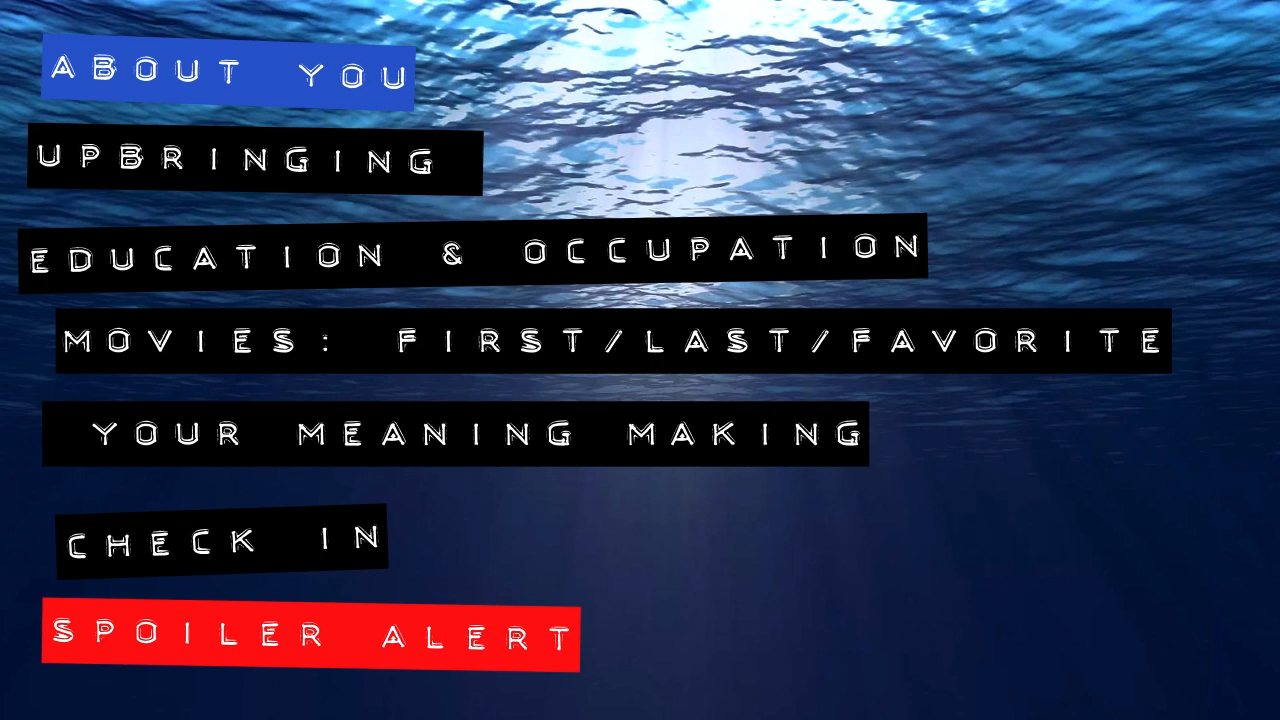 ABOUT YOU
UPBRINGING
EDUCATION & OCCUPATION
MOVIES: FIRST/LAST/FAVORITE
YOUR MEANING MAKING
CHECK IN
SPOILER ALERT